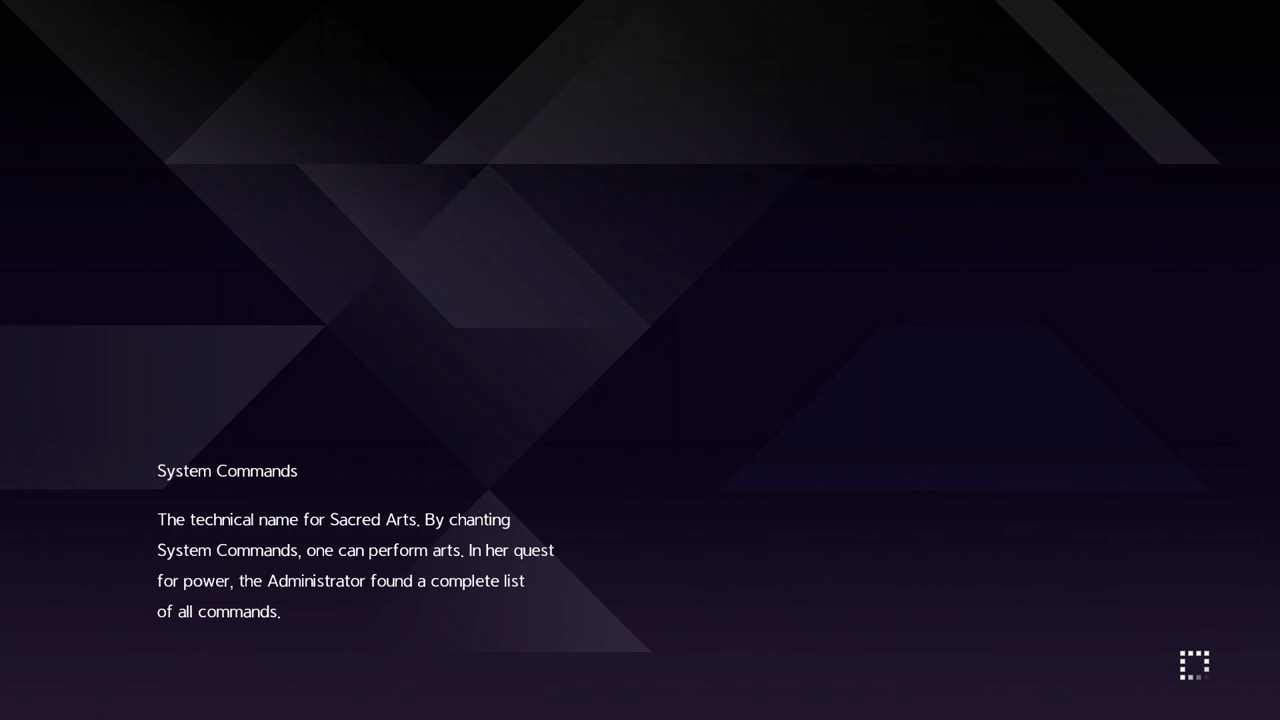 System Commands
The technical name for Sacred Arts. By chanting
System Commands, one can perform arts. In her quest
for power, the Administrator found a complete list
of all commands.